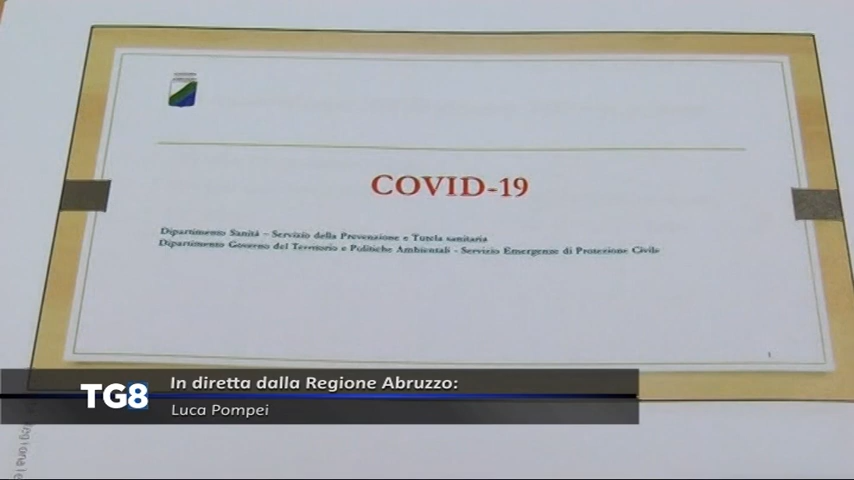 COVID-19
Dipartimento Sanità – Servizio della Prevenzione e Tutela sanitaria
Dipartimento Governo del Territorio e Politiche Ambientali - Servizio Emergenze di Protezione Civile
1
TG8
In diretta dalla Regione Abruzzo:
Luca Pompei